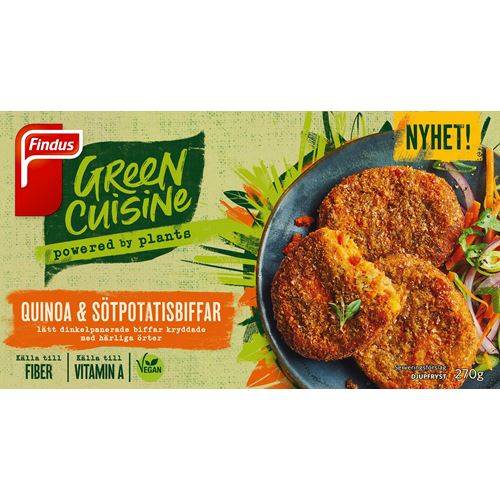 Findus
NYHET!
GREEN
CUISINE
powered by plants
QUINOA & SÖTPOTATISBIFFAR
lätt dinkelpanerade biffar kryddade
med härliga örter
Källa till
FIBER
Källa till
VITAMIN A
VEGAN
Serveringsförslag
DJUPFRYST
270g